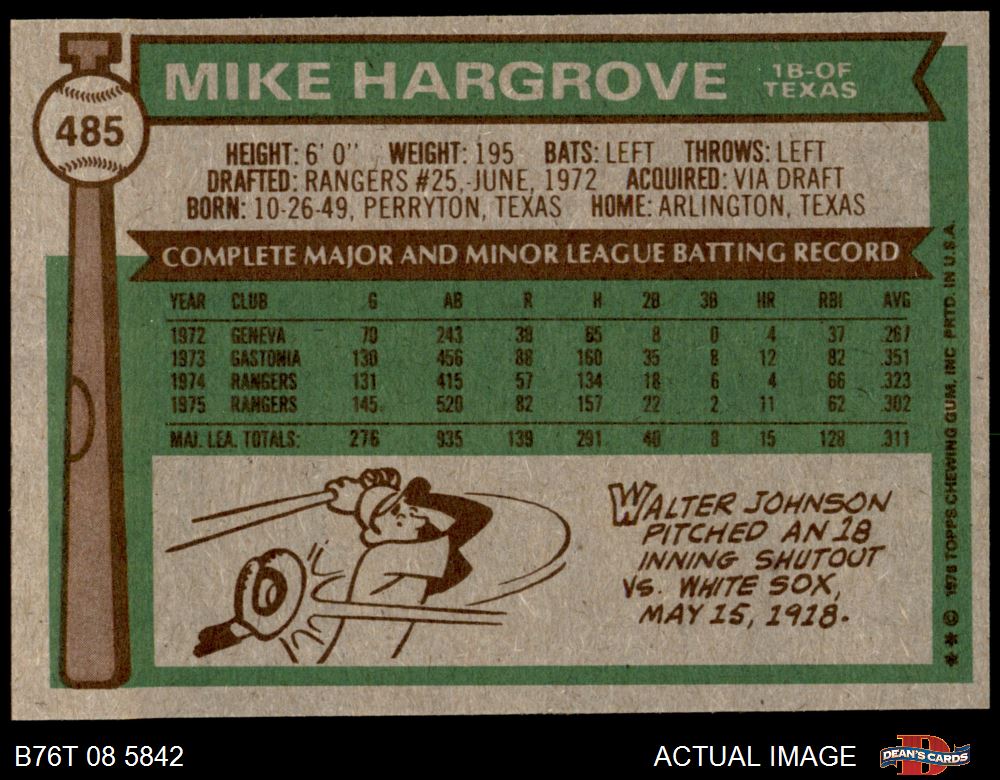 MIKE HARGROVE
1B-OF
TEXAS
485
HEIGHT: 6' 0" WEIGHT: 195 BATS: LEFT THROWS: LEFT
DRAFTED: RANGERS #25, JUNE, 1972 ACQUIRED: VIA DRAFT
BORN: 10-26-49, PERRYTON, TEXAS HOME: ARLINGTON, TEXAS
COMPLETE MAJOR AND MINOR LEAGUE BATTING RECORD
YEAR CLUB G AB R H 2B 3B HR RBI AVG
1972 GENEVA 70 243 38 65 8 0 4 37 .267
1973 GASTONIA 130 456 88 160 35 8 12 82 .351
1974 RANGERS 131 415 57 134 18 6 4 66 .323
1975 RANGERS 145 520 82 157 22 2 11 62 .302
MAJ. LEA. TOTALS: 276 935 139 291 40 8 15 128 .311
WALTER JOHNSON
PITCHED AN 18
INNING SHUTOUT
VS. WHITE SOX,
MAY 15, 1918.
** © 1976 TOPPS CHEWING GUM, INC PRTD. IN U.S.A.
B76T 08 5842
ACTUAL IMAGE
D
DEAN'S CARDS